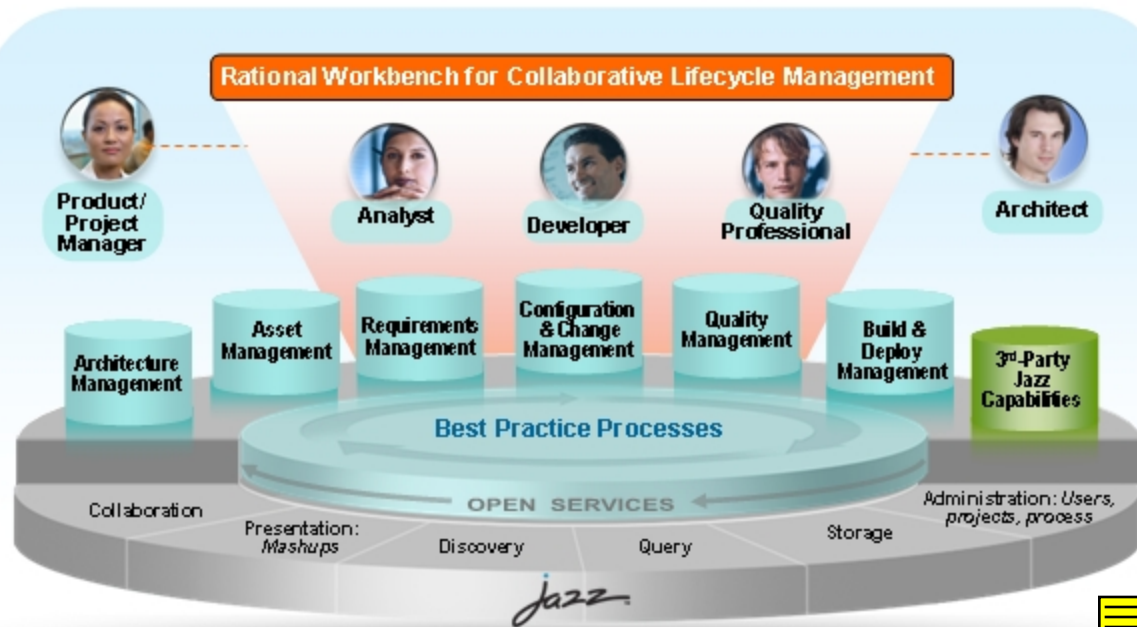 Rational Workbench for Collaborative Lifecycle Management
Product/
Project
Manager
Analyst
Developer
Quality
Professional
Architect
Architecture
Management
Asset
Management
Requirements
Management
Configuration
& Change
Management
Quality
Management
Build &
Deploy
Management
3rd-Party
Jazz
Capabilities
Best Practice Processes
OPEN SERVICES
Collaboration
Presentation:
Mashups
Discovery
Query
Storage
Administration: Users,
projects, process
jazz